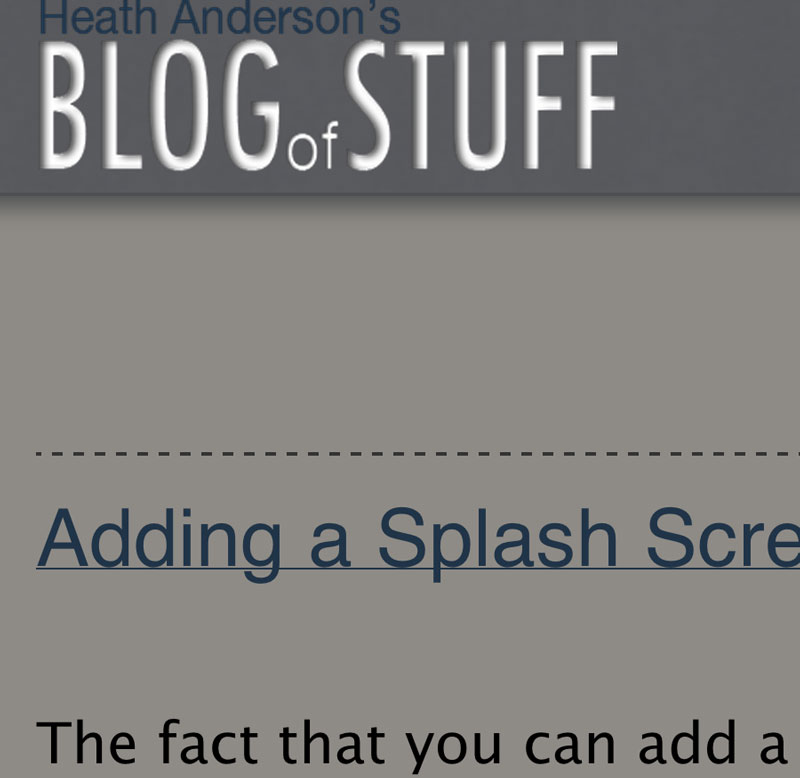 Heath Anderson’s
BLOG of STUFF
Adding a Splash Scre
The fact that you can add a